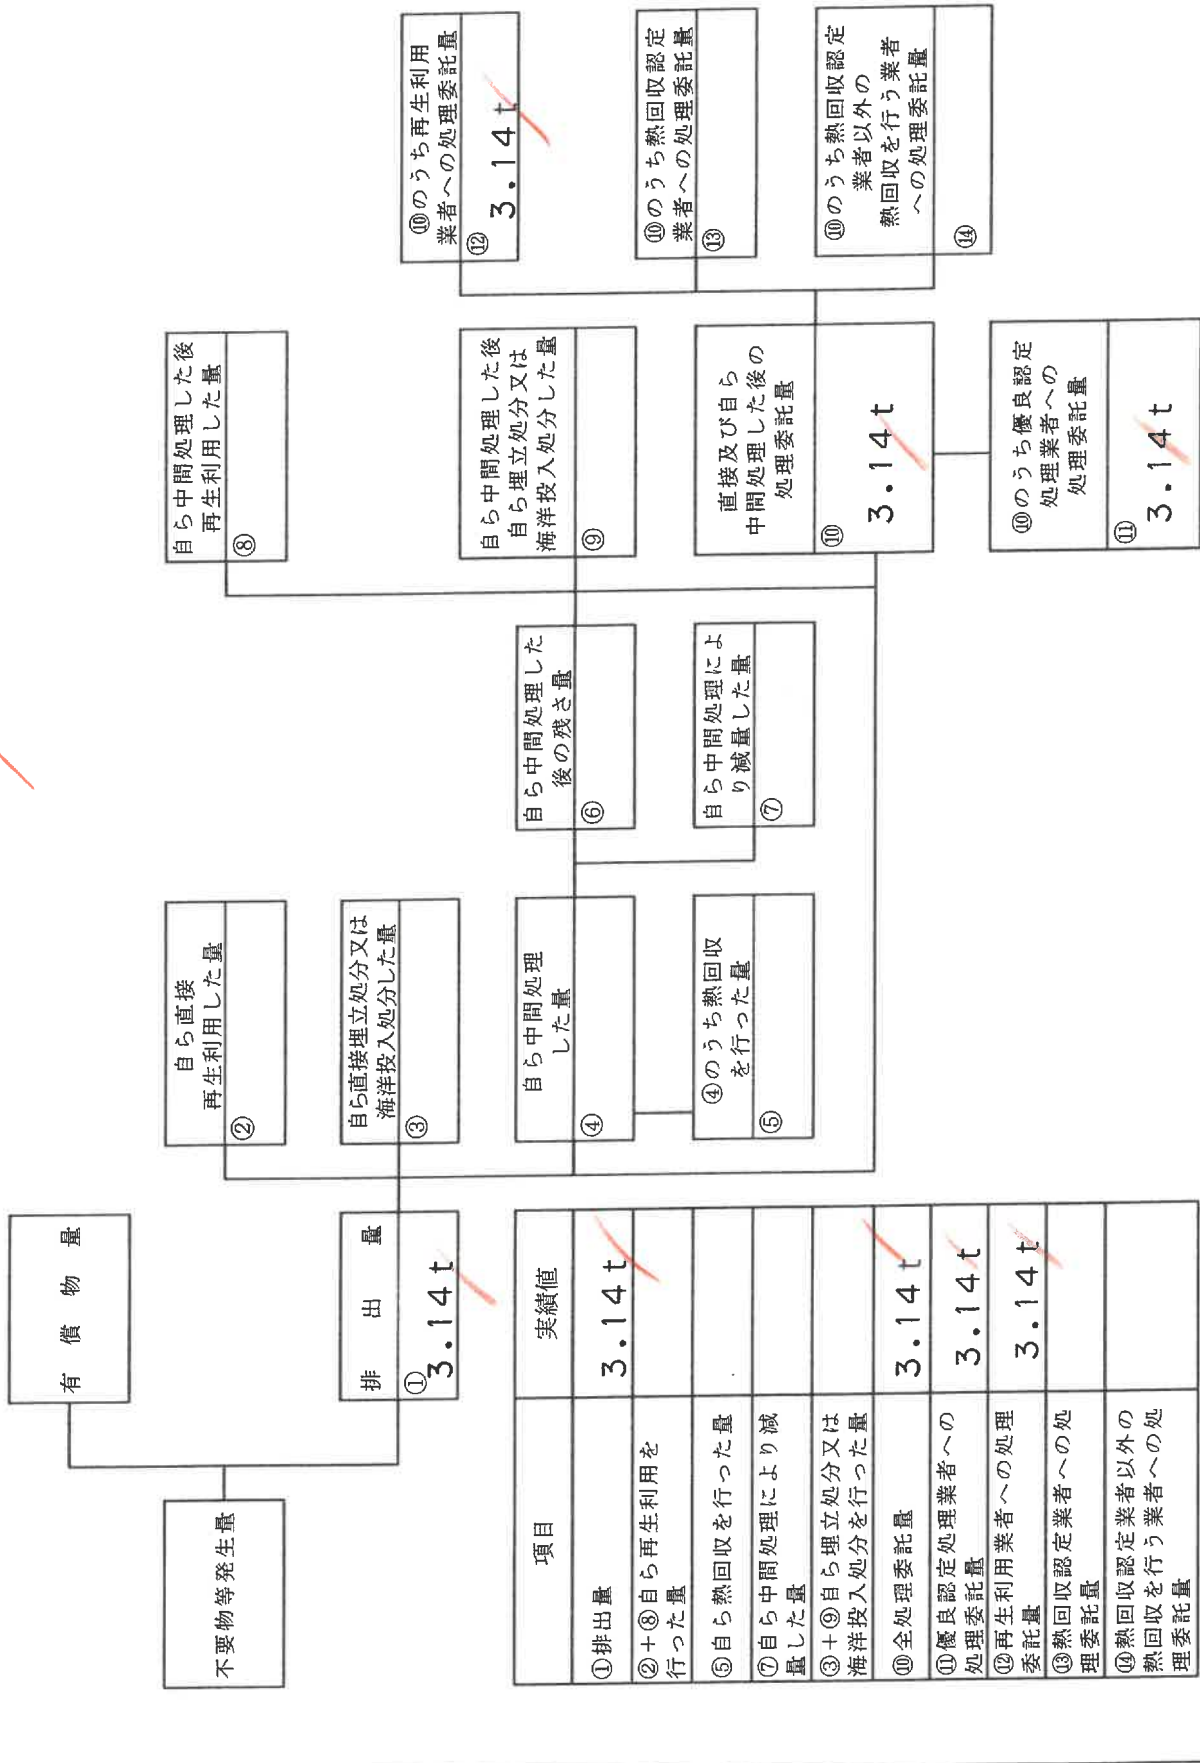 不要物等発生量
有償物量
排出量
①
3.14t
自ら直接
再生利用した量
②
自ら直接埋立処分又は
海洋投入処分した量
③
自ら中間処理
した量
④
④のうち熱回収
を行った量
⑤
自ら中間処理した
後の残さ量
⑥
自ら中間処理によ
り減量した量
⑦
自ら中間処理した後
再生利用した量
⑧
自ら中間処理した後
自ら埋立処分又は
海洋投入処分した量
⑨
直接及び自ら
中間処理した後の
処理委託量
⑩
3.14t
⑩のうち優良認定
処理業者への
処理委託量
⑪
3.14t
⑩のうち再生利用
業者への処理委託量
⑫
3.14t
⑩のうち熱回収認定
業者への処理委託量
⑬
⑩のうち熱回収認定
業者以外の
熱回収を行う業者
への処理委託量
⑭
項目 実績値
①排出量 3.14t
②+⑧自ら再生利用を
行った量
⑤自ら熱回収を行った量
⑦自ら中間処理により減
量した量
③+⑨自ら埋立処分又は
海洋投入処分を行った量
⑩全処理委託量 3.14t
⑪優良認定処理業者への
処理委託量 3.14t
⑫再生利用業者への処理
委託量 3.14t
⑬熱回収認定業者への処
理委託量
⑭熱回収認定業者以外の
熱回収を行う業者への処
理委託量